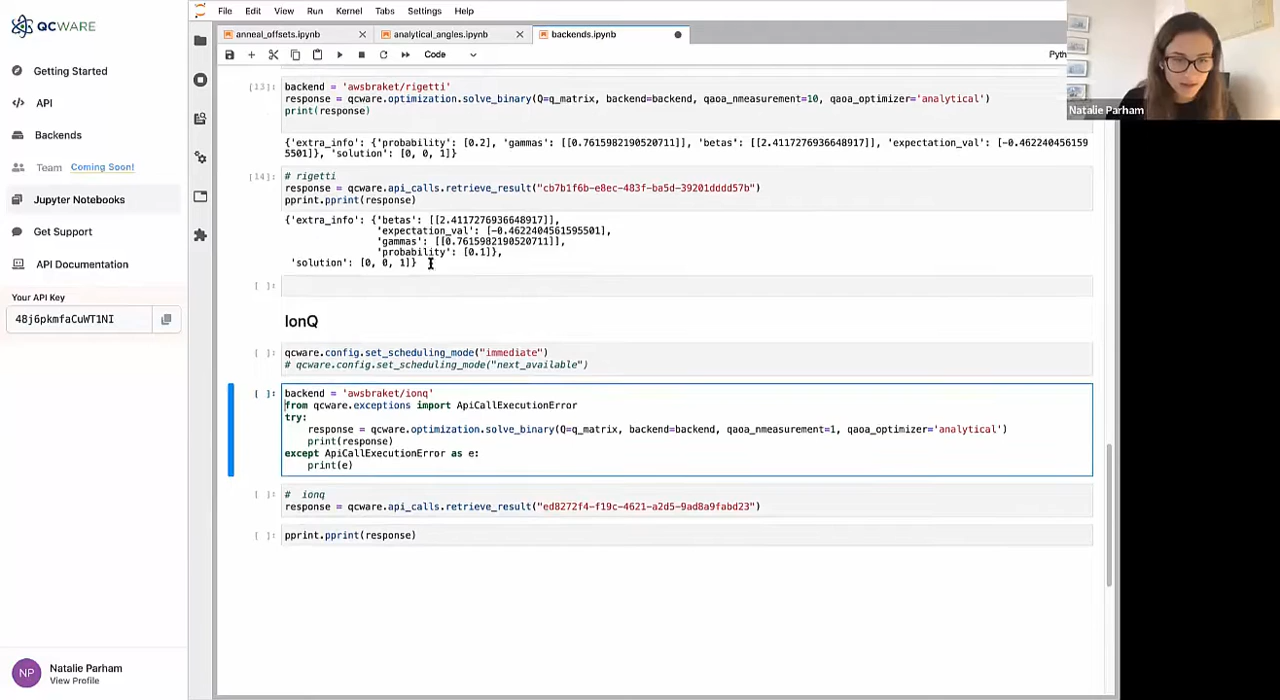 QCWARE
Getting Started
API
Backends
Team Coming Soon!
Jupyter Notebooks
Get Support
API Documentation
Your API Key
48j6pkmfaCuWT1NI
NP
Natalie Parham
View Profile
File Edit View Run Kernel Tabs Settings Help
anneal_offsets.ipynb
analytical_angles.ipynb
backends.ipynb
Code
Pyth
Natalie Parham
[13]:
backend = 'awsbraket/rigetti'
response = qcware.optimization.solve_binary(Q=q_matrix, backend=backend, qaoa_nmeasurement=10, qaoa_optimizer='analytical')
print(response)
{'extra_info': {'probability': [0.2], 'gammas': [[0.7615982190520711]], 'betas': [[2.4117276936648917]], 'expectation_val': [-0.462240456159
5501]}, 'solution': [0, 0, 1]}
[14]:
# rigetti
response = qcware.api_calls.retrieve_result("cb7b1f6b-e8ec-483f-ba5d-39201dddd57b")
pprint.pprint(response)
{'extra_info': {'betas': [[2.4117276936648917]],
'expectation_val': [-0.4622404561595501],
'gammas': [[0.7615982190520711]],
'probability': [0.1]},
'solution': [0, 0, 1]}
[ ]:
IonQ
[ ]:
qcware.config.set_scheduling_mode("immediate")
# qcware.config.set_scheduling_mode("next_available")
[ ]:
backend = 'awsbraket/ionq'
from qcware.exceptions import ApiCallExecutionError
try:
response = qcware.optimization.solve_binary(Q=q_matrix, backend=backend, qaoa_nmeasurement=1, qaoa_optimizer='analytical')
print(response)
except ApiCallExecutionError as e:
print(e)
[ ]:
# ionq
response = qcware.api_calls.retrieve_result("ed8272f4-f19c-4621-a2d5-9ad8a9fabd23")
[ ]:
pprint.pprint(response)